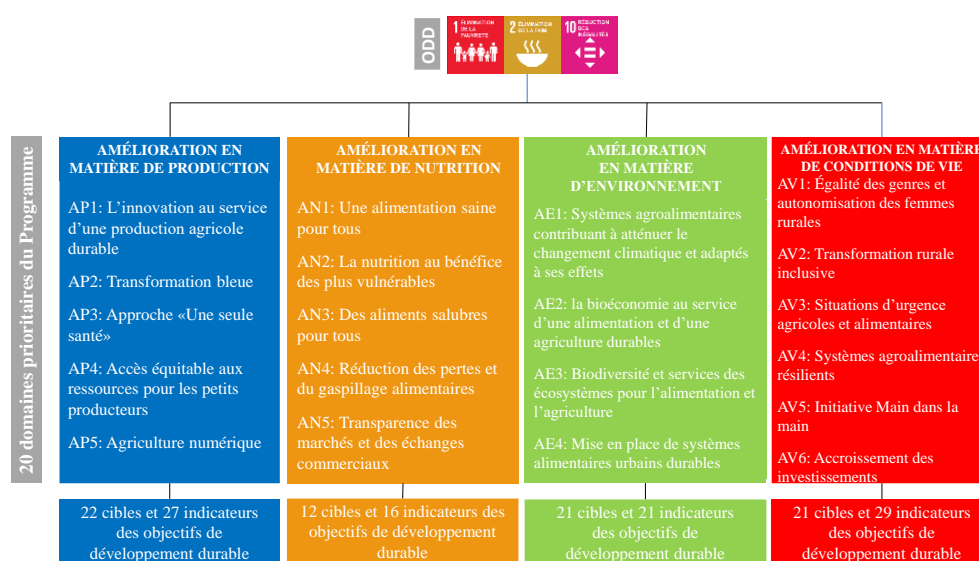 ODD
1 ÉLIMINATION
DE LA
PAUVRETÉ
2 ÉLIMINATION
DE LA FAIM
10 RÉDUCTION
DES
INÉGALITÉS
20 domaines prioritaires du Programme
AMÉLIORATION EN
MATIÈRE DE PRODUCTION
AP1: L’innovation au service
d’une production agricole
durable
AP2: Transformation bleue
AP3: Approche «Une seule
santé»
AP4: Accès équitable aux
ressources pour les petits
producteurs
AP5: Agriculture numérique
22 cibles et 27 indicateurs
des objectifs de
développement durable
AMÉLIORATION EN
MATIÈRE DE NUTRITION
AN1: Une alimentation saine
pour tous
AN2: La nutrition au bénéfice
des plus vulnérables
AN3: Des aliments salubres
pour tous
AN4: Réduction des pertes et
du gaspillage alimentaires
AN5: Transparence des
marchés et des échanges
commerciaux
12 cibles et 16 indicateurs des
objectifs de développement
durable
AMÉLIORATION
EN MATIÈRE
D’ENVIRONNEMENT
AE1: Systèmes agroalimentaires
contribuant à atténuer le
changement climatique et adaptés
à ses effets
AE2: la bioéconomie au service
d’une alimentation et d’une
agriculture durables
AE3: Biodiversité et services des
écosystèmes pour l’alimentation et
l’agriculture
AE4: Mise en place de systèmes
alimentaires urbains durables
21 cibles et 21 indicateurs
des objectifs de
développement durable
AMÉLIORATION EN MATIÈRE
DE CONDITIONS DE VIE
AV1: Égalité des genres et
autonomisation des femmes
rurales
AV2: Transformation rurale
inclusive
AV3: Situations d’urgence
agricoles et alimentaires
AV4: Systèmes agroalimentaire
résilients
AV5: Initiative Main dans la
main
AV6: Accroissement des
investissements
21 cibles et 29 indicateurs
des objectifs de
développement durable